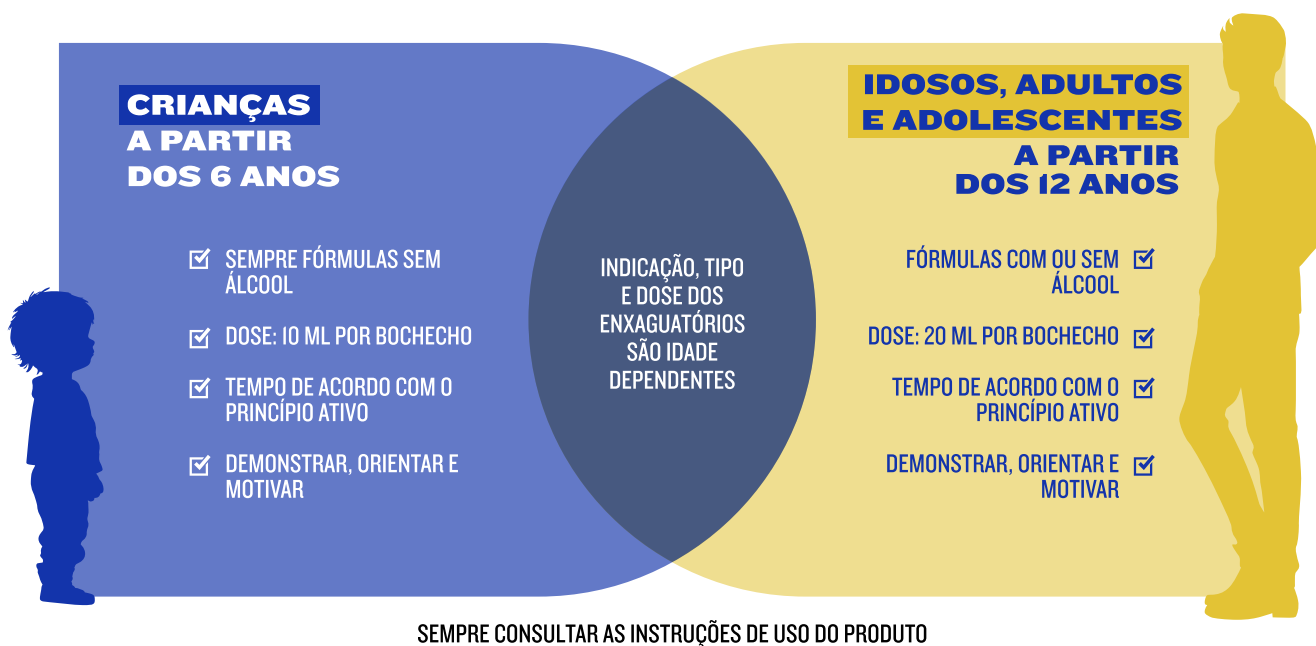 CRIANÇAS
A PARTIR
DOS 6 ANOS
SEMPRE FÓRMULAS SEM
ÁLCOOL
DOSE: 10 ML POR BOCHECHO
TEMPO DE ACORDO COM O
PRINCÍPIO ATIVO
DEMONSTRAR, ORIENTAR E
MOTIVAR
INDICAÇÃO, TIPO
E DOSE DOS
ENXAGUATÓRIOS
SÃO IDADE
DEPENDENTES
IDOSOS, ADULTOS
E ADOLESCENTES
A PARTIR
DOS 12 ANOS
FÓRMULAS COM OU SEM
ÁLCOOL
DOSE: 20 ML POR BOCHECHO
TEMPO DE ACORDO COM O
PRINCÍPIO ATIVO
DEMONSTRAR, ORIENTAR E
MOTIVAR
SEMPRE CONSULTAR AS INSTRUÇÕES DE USO DO PRODUTO